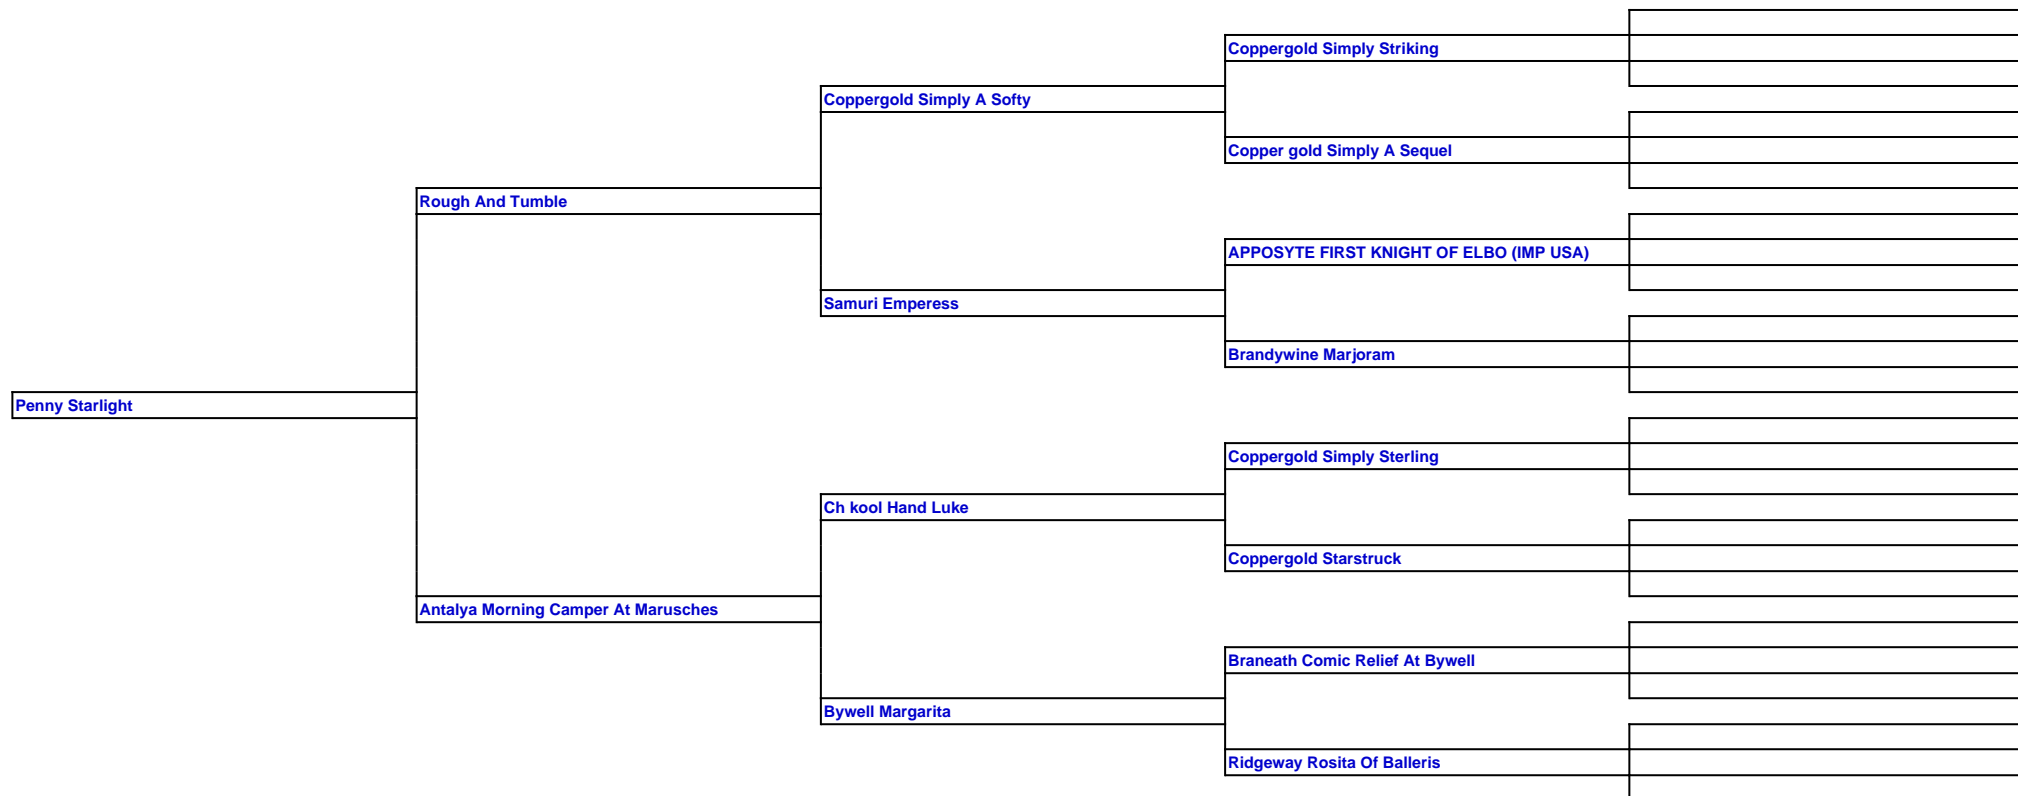 Coppergold Simply Striking
Coppergold Simply A Softy
Copper gold Simply A Sequel
Rough And Tumble
APPOSYTE FIRST KNIGHT OF ELBO (IMP USA)
Samuri Emperess
Brandywine Marjoram
Penny Starlight
Coppergold Simply Sterling
Ch kool Hand Luke
Coppergold Starstruck
Antalya Morning Camper At Marusches
Braneath Comic Relief At Bywell
Bywell Margarita
Ridgeway Rosita Of Balleris